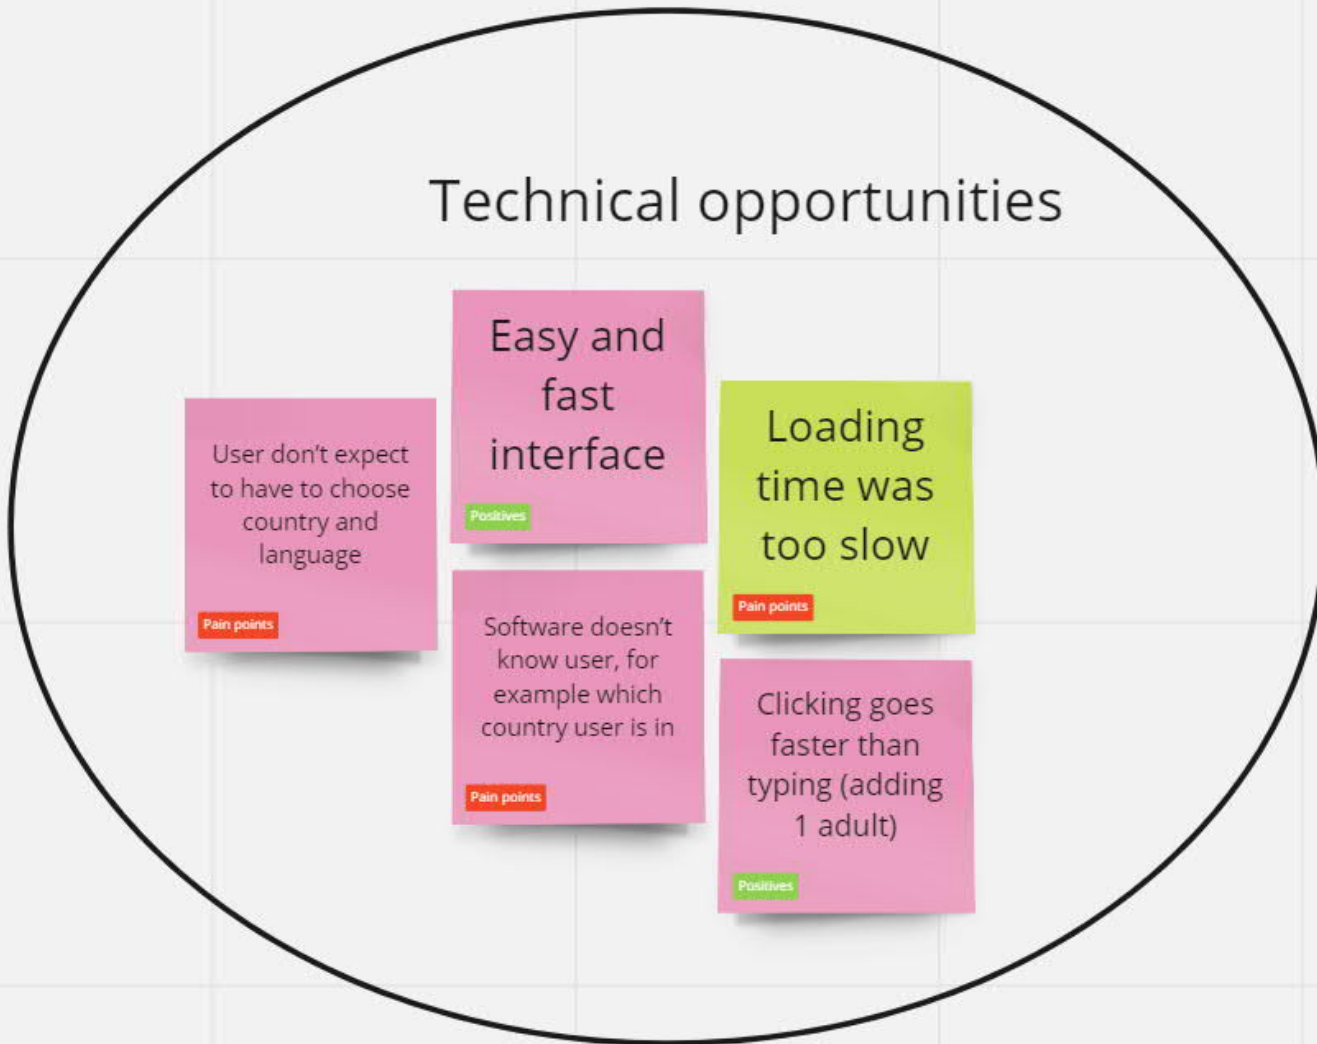 Technical opportunities
User don't expect
to have to choose
country and
language
Pain points
Easy and
fast
interface
Positives
Loading
time was
too slow
Pain points
Software doesn't
know user, for
example which
country user is in
Pain points
Clicking goes
faster than
typing (adding
1 adult)
Positives